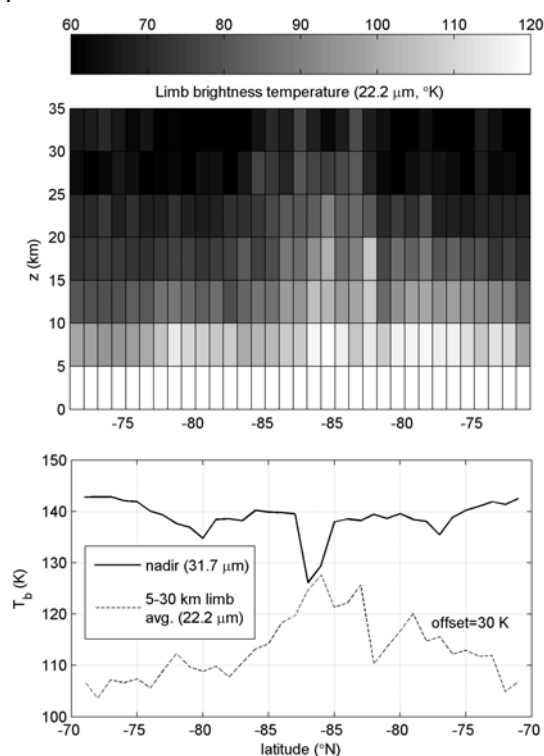 60 70 80 90 100 110 120
Limb brightness temperature (22.2 μm, °K)
35
30
25
20
15
10
5
0
z (km)
-75 -80 -85 -85 -80 -75
150
140
130
120
110
100
T_b (K)
nadir (31.7 μm)
5-30 km limb
avg. (22.2 μm)
offset=30 K
-70 -75 -80 -85 -85 -80 -75 -70
latitude (°N)